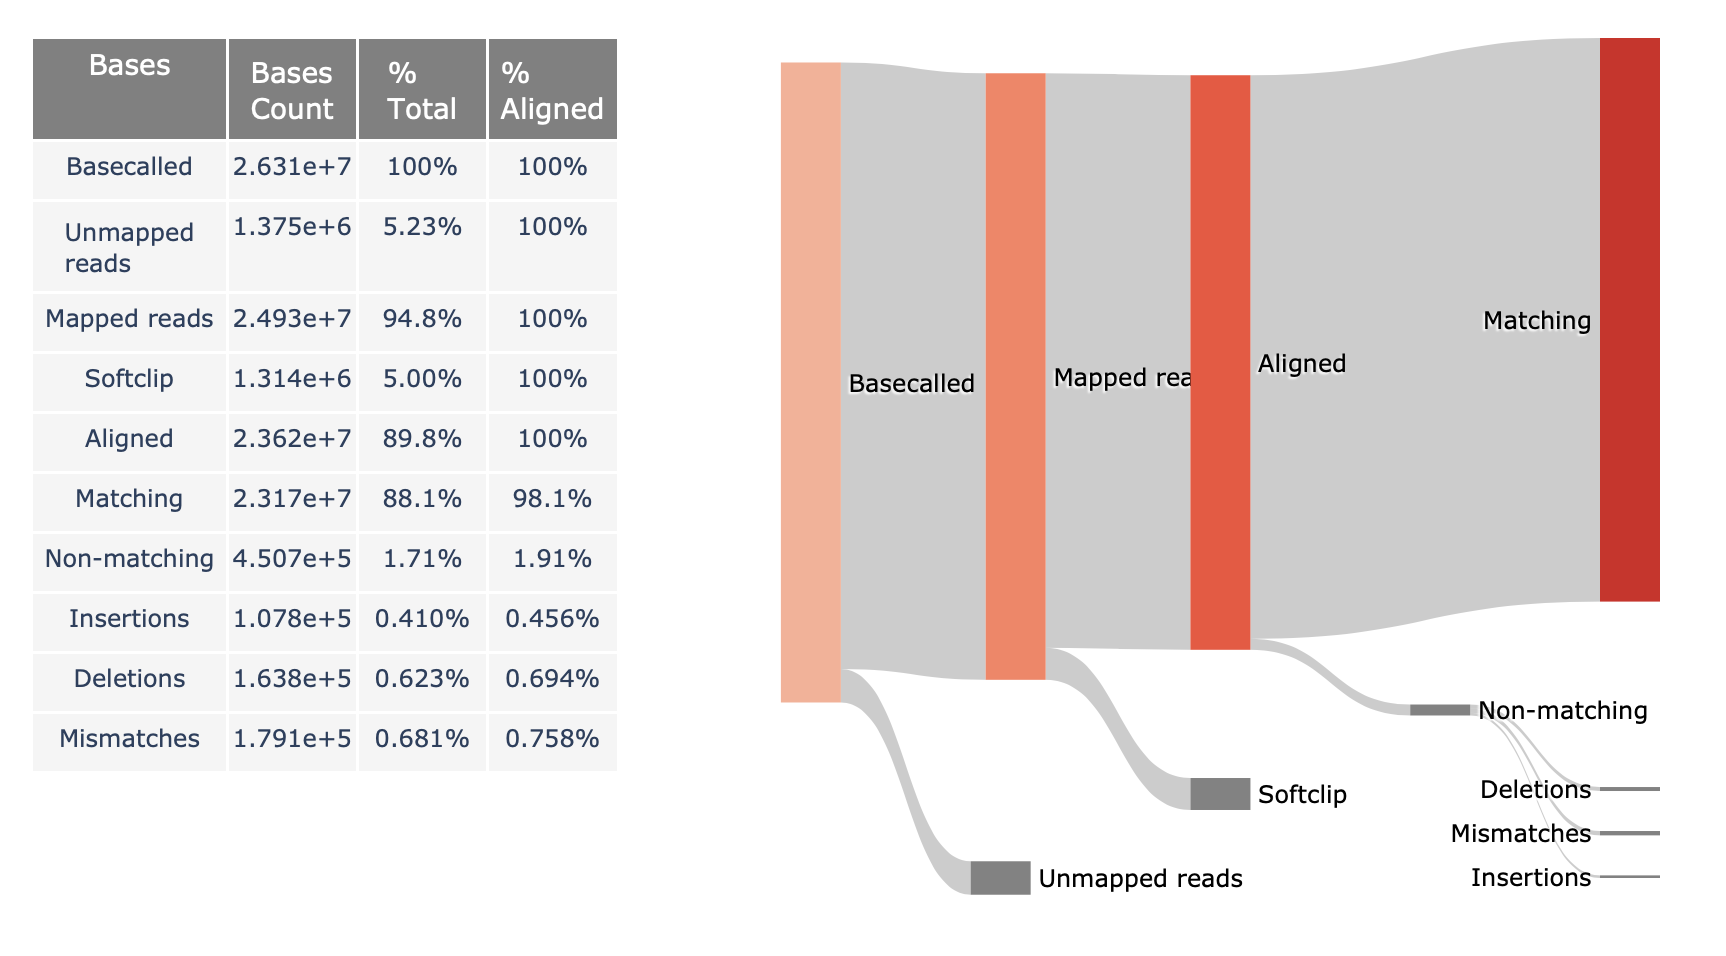 Bases
Bases
Count
%
Total
%
Aligned
Basecalled 2.631e+7 100% 100%
Unmapped
reads
1.375e+6 5.23% 100%
Mapped reads 2.493e+7 94.8% 100%
Softclip 1.314e+6 5.00% 100%
Aligned 2.362e+7 89.8% 100%
Matching 2.317e+7 88.1% 98.1%
Non-matching 4.507e+5 1.71% 1.91%
Insertions 1.078e+5 0.410% 0.456%
Deletions 1.638e+5 0.623% 0.694%
Mismatches 1.791e+5 0.681% 0.758%
Basecalled
Mapped rea
Aligned
Matching
Non-matching
Deletions
Mismatches
Insertions
Softclip
Unmapped reads